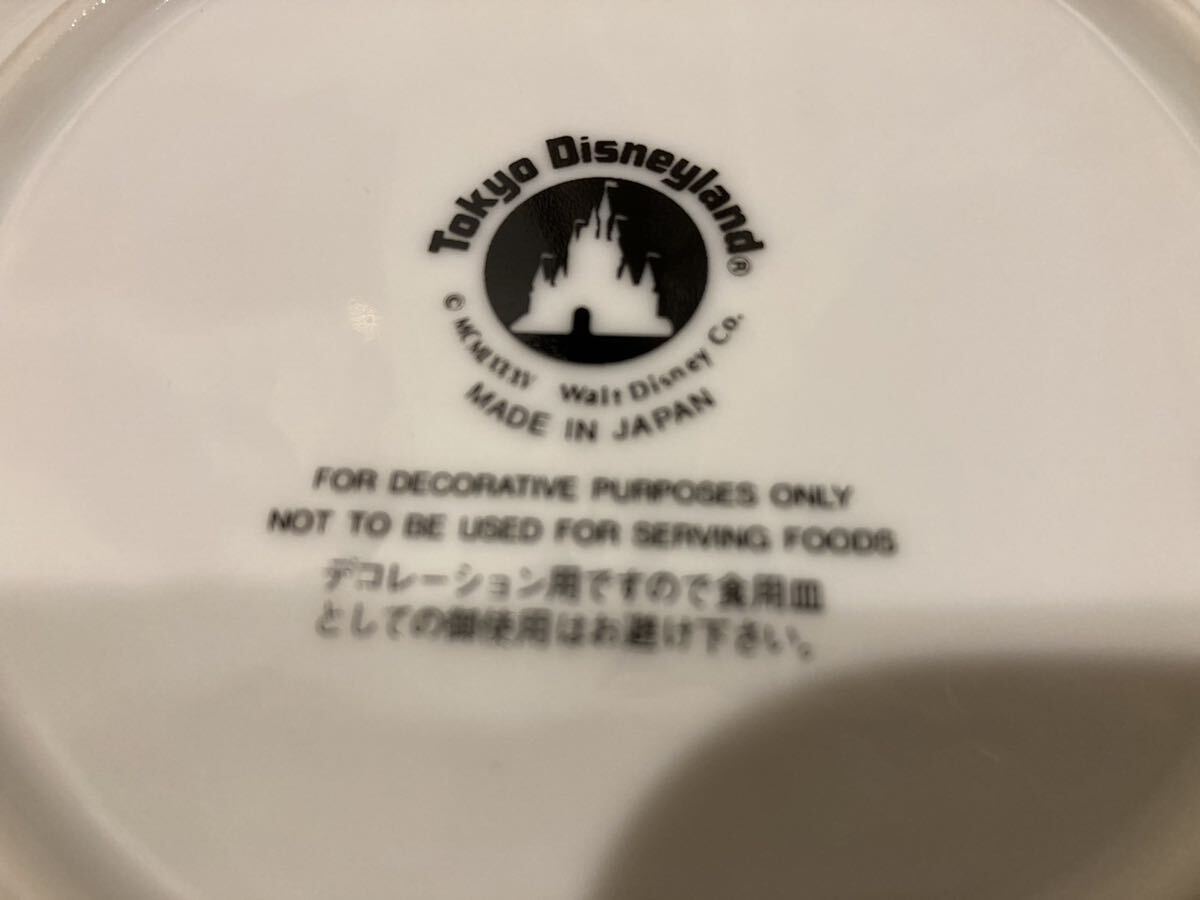 Tokyo Disneyland®
© MCMLXXXV Walt Disney Co.
MADE IN JAPAN
FOR DECORATIVE PURPOSES ONLY
NOT TO BE USED FOR SERVING FOODS
デコレーション用ですので食用皿
としての御使用はお避け下さい。